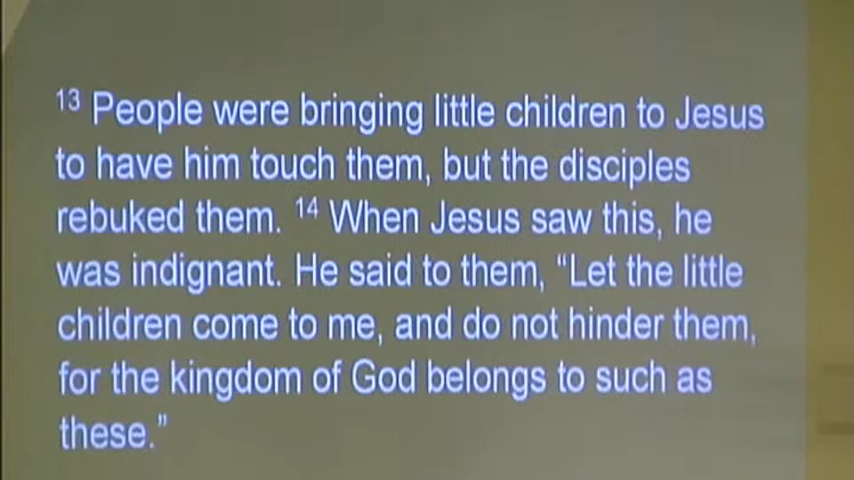 13 People were bringing little children to Jesus
to have him touch them, but the disciples
rebuked them. 14 When Jesus saw this, he
was indignant. He said to them, “Let the little
children come to me, and do not hinder them,
for the kingdom of God belongs to such as
these.”